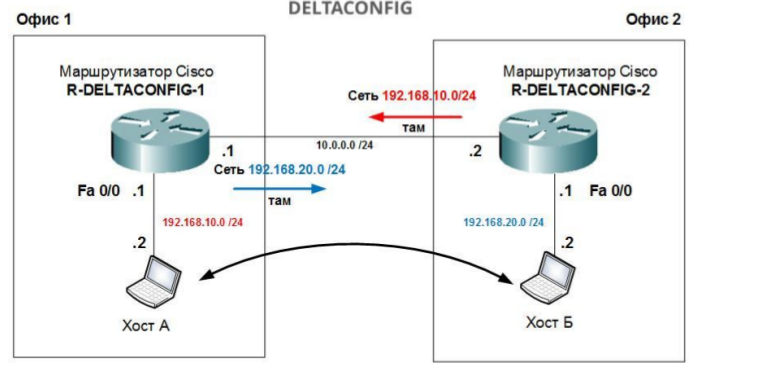 DELTACONFIG
Офис 1
Офис 2
Маршрутизатор Cisco
R-DELTACONFIG-1
Маршрутизатор Cisco
R-DELTACONFIG-2
Сеть 192.168.10.0/24
там
.1
10.0.0.0 /24
.2
Сеть 192.168.20.0 /24
там
Fa 0/0 .1
.1 Fa 0/0
192.168.10.0 /24
192.168.20.0 /24
.2
.2
Хост А
Хост Б